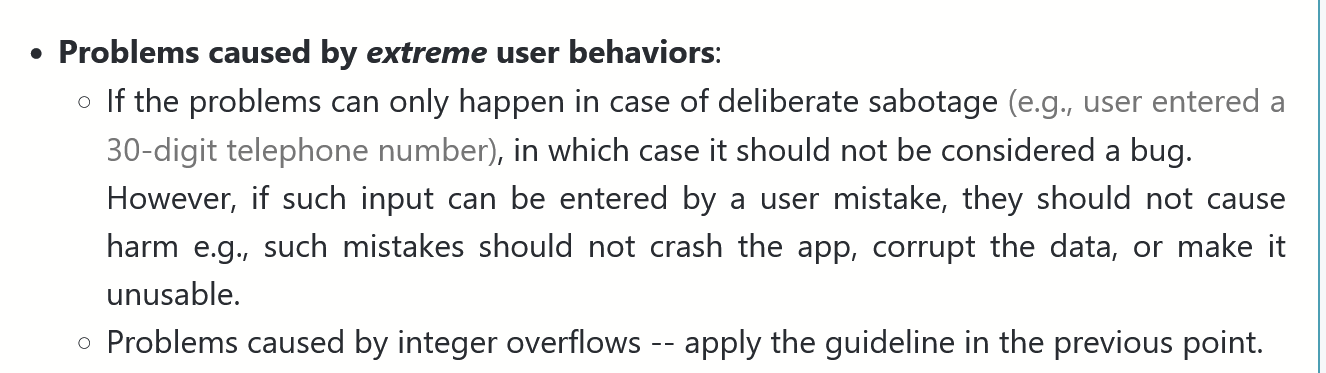 • Problems caused by extreme user behaviors:
○ If the problems can only happen in case of deliberate sabotage (e.g., user entered a
30-digit telephone number), in which case it should not be considered a bug.
However, if such input can be entered by a user mistake, they should not cause
harm e.g., such mistakes should not crash the app, corrupt the data, or make it
unusable.
○ Problems caused by integer overflows -- apply the guideline in the previous point.